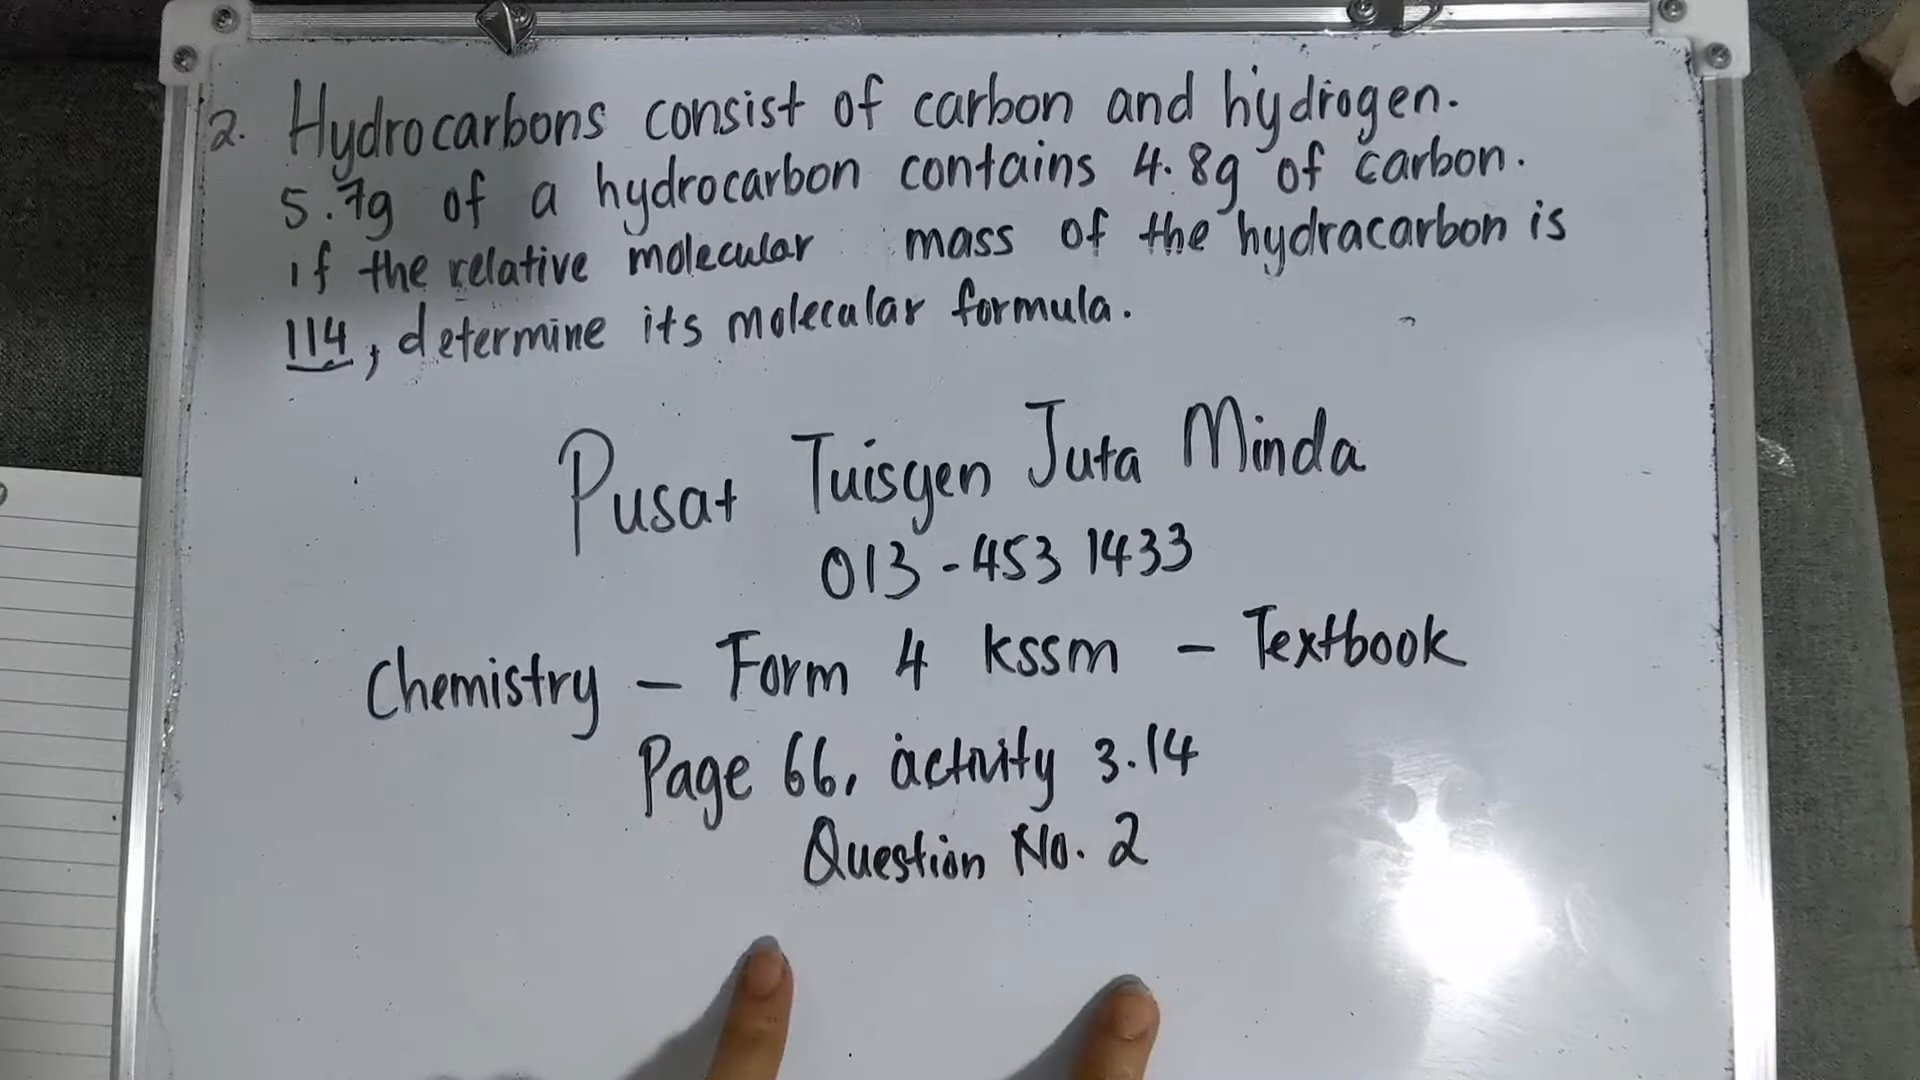 2. Hydrocarbons consist of carbon and hydrogen.
5.7g of a hydrocarbon contains 4.8g of carbon.
if the relative molecular mass of the hydracarbon is
114, determine its molecular formula.
Pusat Tuisyen Juta Minda
013-453 1433
Chemistry - Form 4 kssm - Textbook
Page 66, activity 3.14
Question No. 2